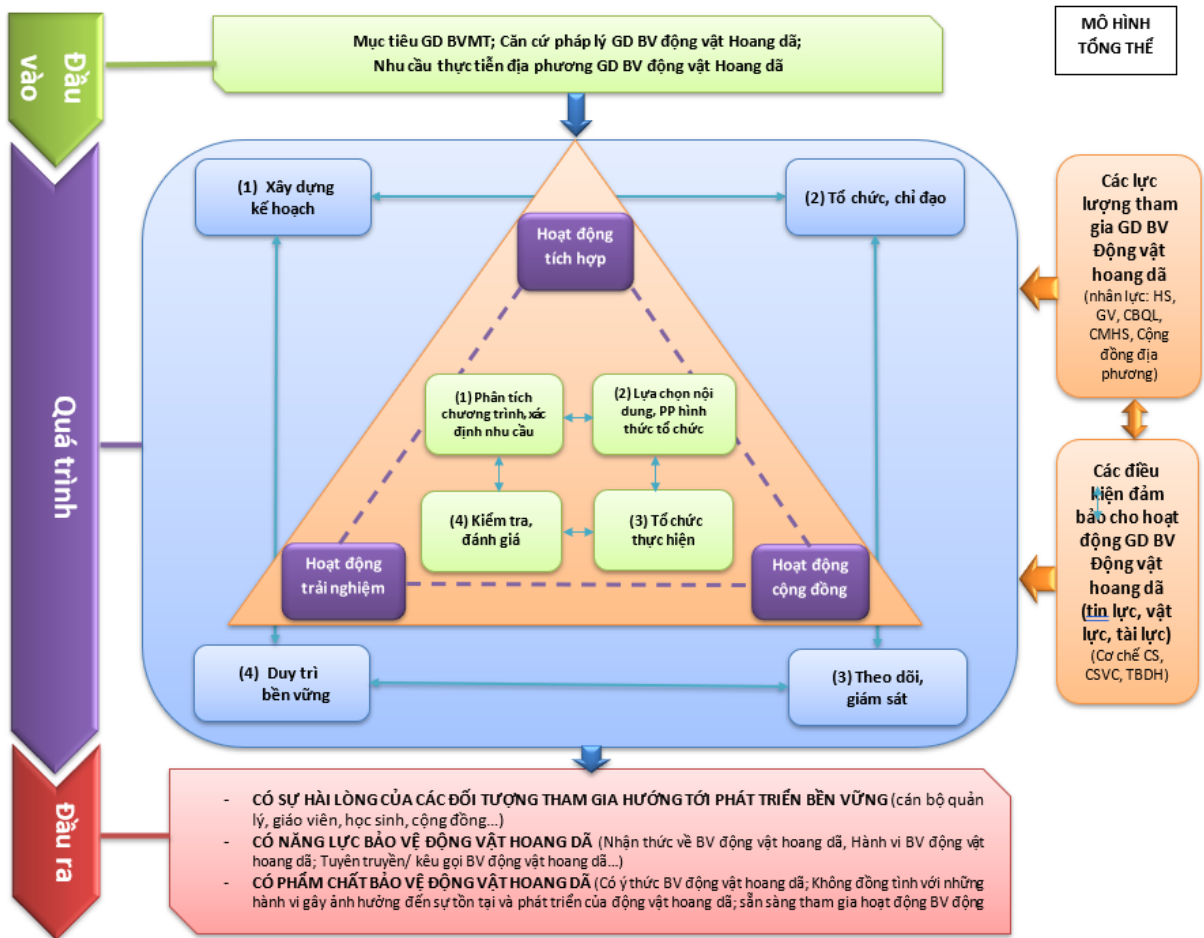 Đầu
vào
Mục tiêu GD BVMT; Căn cứ pháp lý GD BV động vật Hoang dã;
Nhu cầu thực tiễn địa phương GD BV động vật Hoang dã
MÔ HÌNH
TỔNG THỂ
Quá trình
(1) Xây dựng
kế hoạch
(2) Tổ chức, chỉ đạo
Hoạt động
tích hợp
(1) Phân tích
chương trình, xác
định nhu cầu
(2) Lựa chọn nội
dung, PP hình
thức tổ chức
(4) Kiểm tra,
đánh giá
(3) Tổ chức
thực hiện
Hoạt động
trải nghiệm
Hoạt động
cộng đồng
(4) Duy trì
bền vững
(3) Theo dõi,
giám sát
Các lực
lượng tham
gia GD BV
Động vật
hoang dã
(nhân lực: HS,
GV, CBQL,
CMHS, Cộng
đồng địa
phương)
Các điều
kiện đảm
bảo cho hoạt
động GD BV
Động vật
hoang dã
(tin lực, vật
lực, tài lực)
(Cơ chế CS,
CSVC, TBDH)
Đầu ra
- CÓ SỰ HÀI LÒNG CỦA CÁC ĐỐI TƯỢNG THAM GIA HƯỚNG TỚI PHÁT TRIỂN BỀN VỮNG (cán bộ quản
lý, giáo viên, học sinh, cộng đồng...)
- CÓ NĂNG LỰC BẢO VỆ ĐỘNG VẬT HOANG DÃ (Nhận thức về BV động vật hoang dã, Hành vi BV động vật
hoang dã; Tuyên truyền/ kêu gọi BV động vật hoang dã...)
- CÓ PHẨM CHẤT BẢO VỆ ĐỘNG VẬT HOANG DÃ (Có ý thức BV động vật hoang dã; Không đồng tình với những
hành vi gây ảnh hưởng đến sự tồn tại và phát triển của động vật hoang dã; sẵn sàng tham gia hoạt động BV động